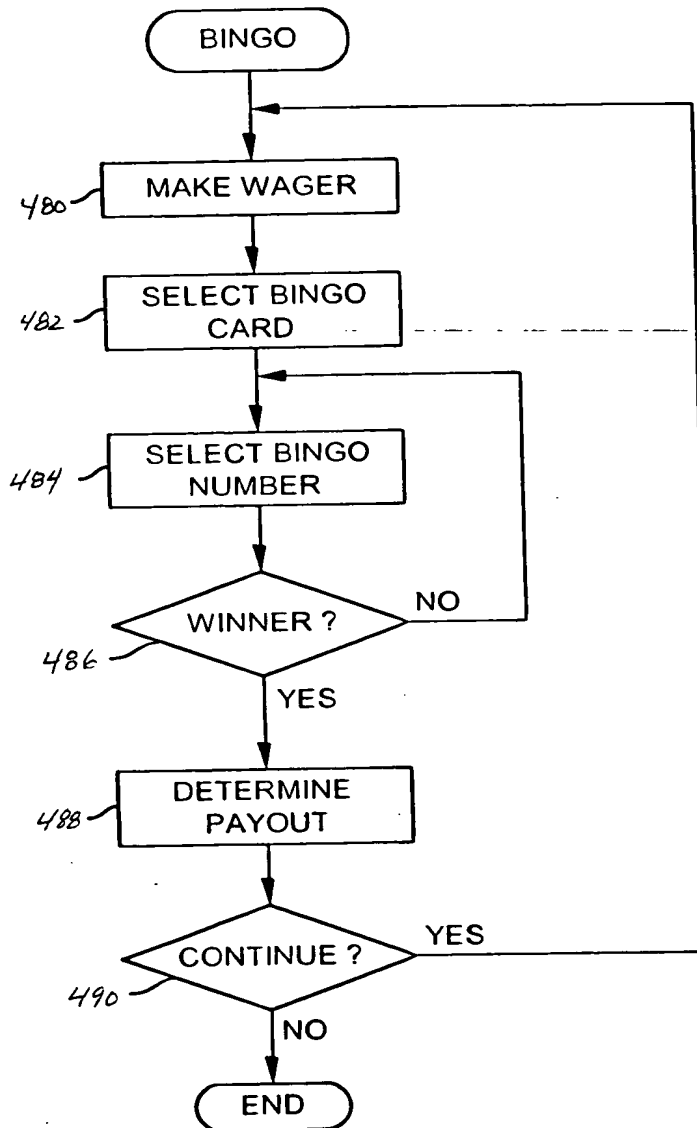 BINGO
480
MAKE WAGER
482
SELECT BINGO
CARD
484
SELECT BINGO
NUMBER
WINNER ?
NO
486
YES
488
DETERMINE
PAYOUT
CONTINUE ?
YES
490
NO
END